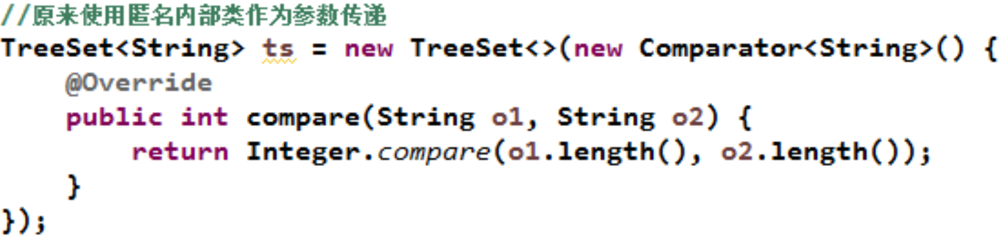 //原来使用匿名内部类作为参数传递
TreeSet<String> ts = new TreeSet<>(new Comparator<String>() {
@Override
public int compare(String o1, String o2) {
return Integer.compare(o1.length(), o2.length());
}
});